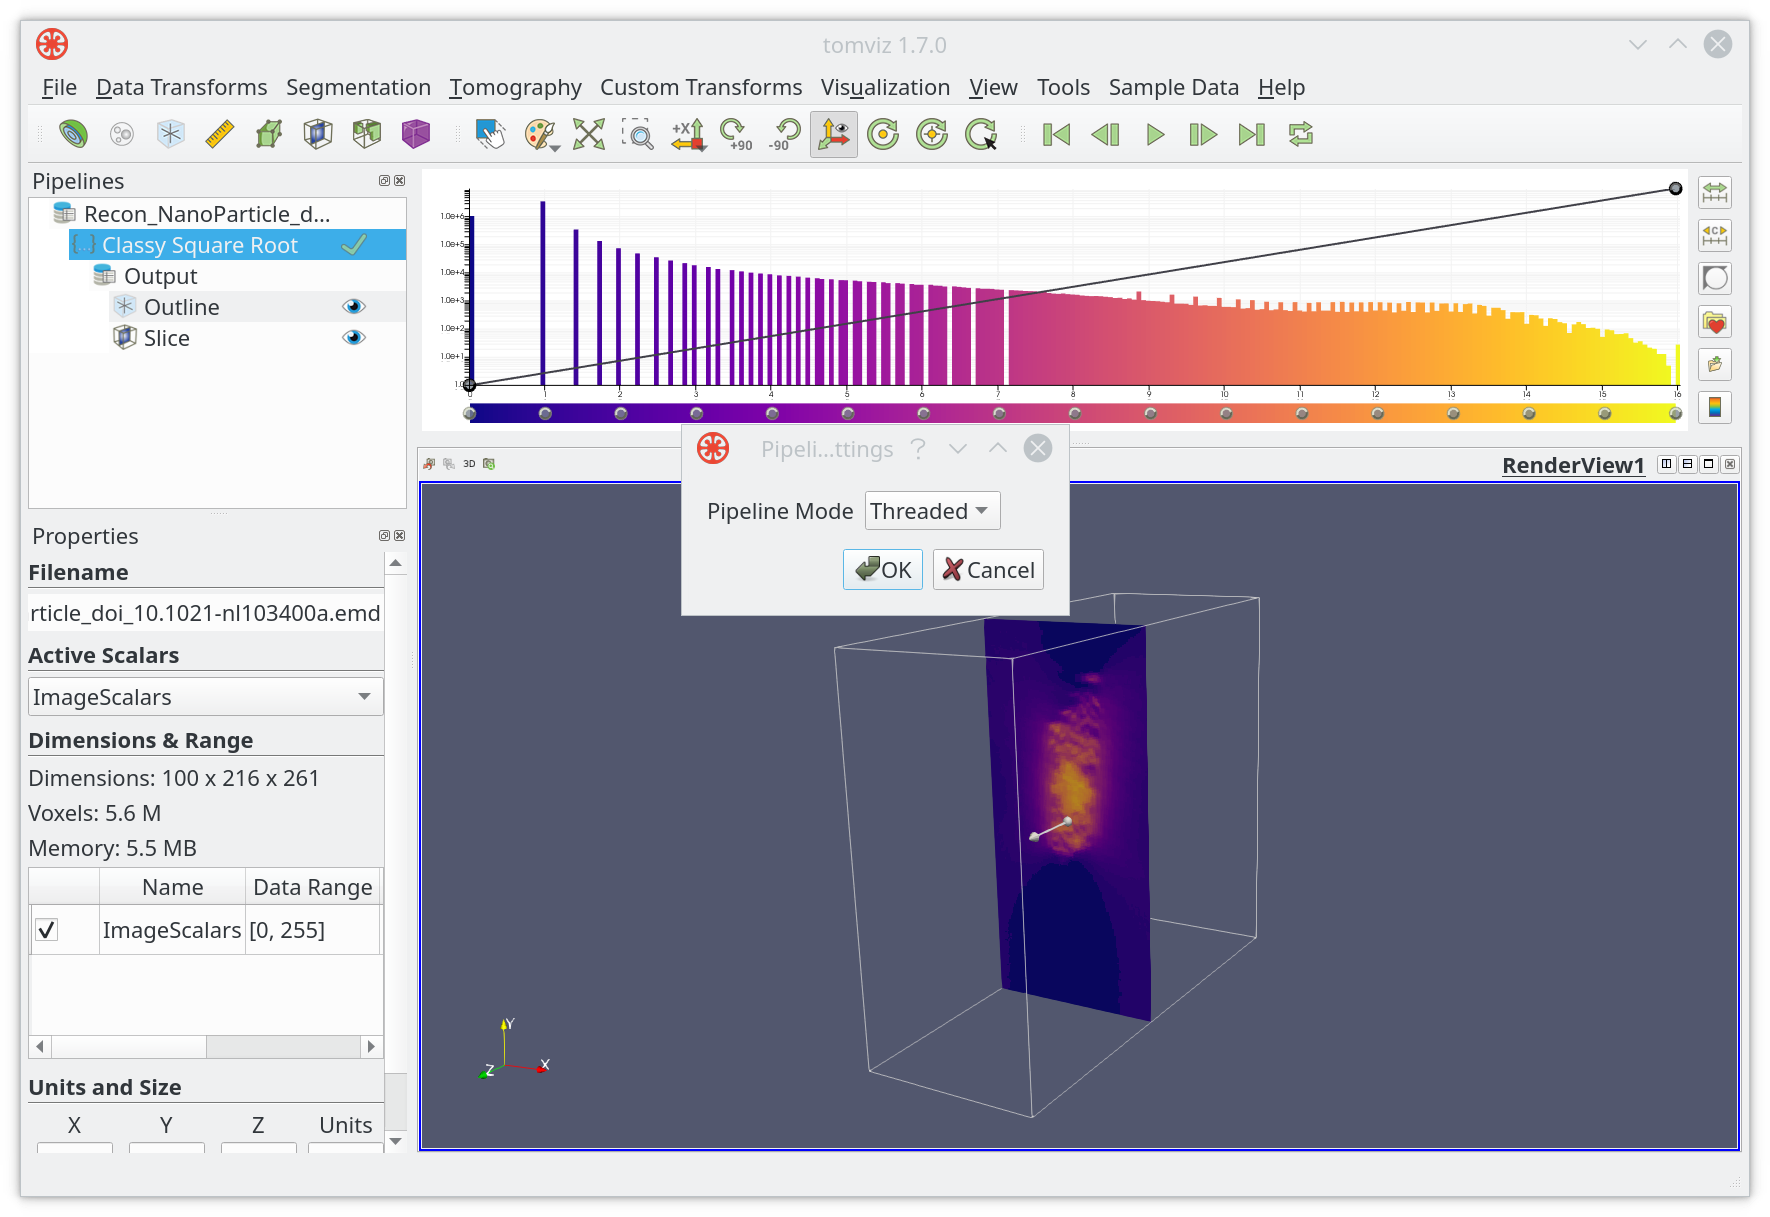 tomviz 1.7.0
File Data Transforms Segmentation Tomography Custom Transforms Visualization View Tools Sample Data Help
+X +90 -90
Pipelines
Recon_NanoParticle_d...
{...} Classy Square Root
Output
Outline
Slice
1.0e+6
1.0e+5
1.0e+4
1.0e+3
1.0e+2
1.0e+1
1.0
0 1 2 3 4 5 6 7 8 9 10 11 12 13 14 15 16
C
Pipeli...ttings ?
Pipeline Mode Threaded
OK Cancel
3D RenderView1
Properties
Filename
rticle_doi_10.1021-nl103400a.emd
Active Scalars
ImageScalars
Dimensions & Range
Dimensions: 100 x 216 x 261
Voxels: 5.6 M
Memory: 5.5 MB
Name Data Range
ImageScalars [0, 255]
Units and Size
X Y Z Units
Y
Z X